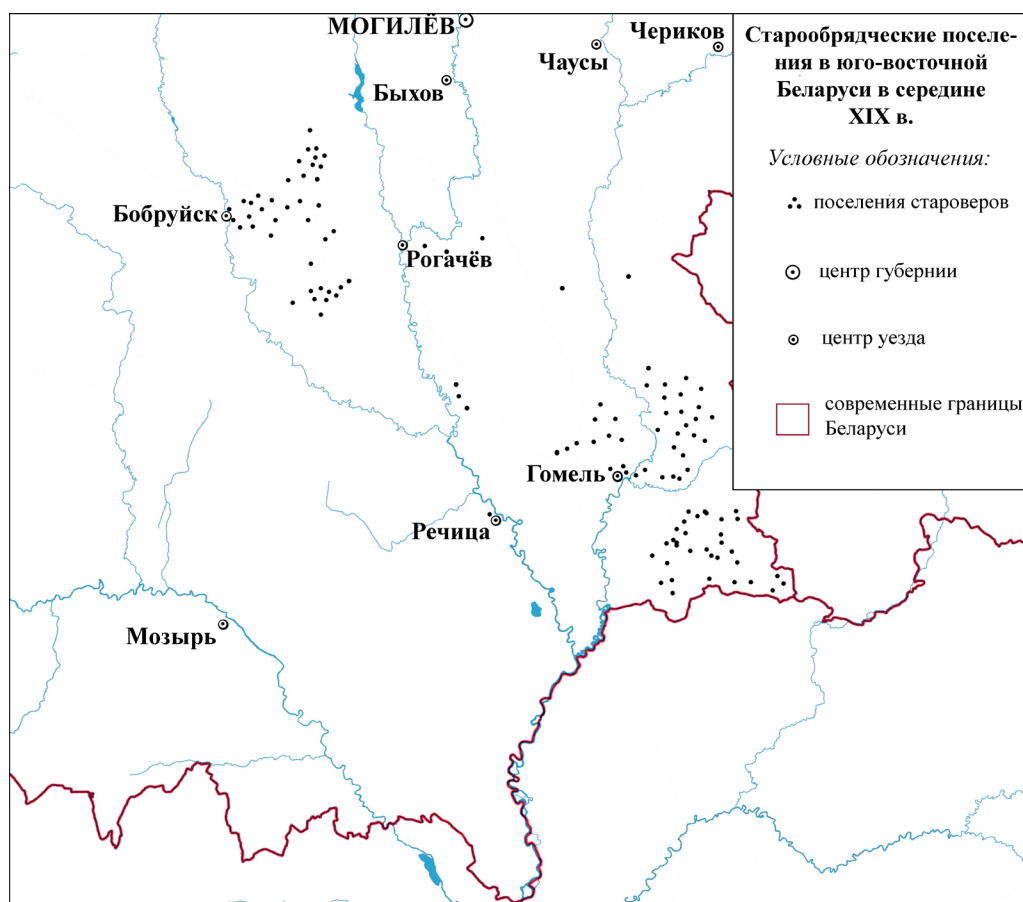 МОГИЛЁВ
Чериков
Чаусы
Быхов
Бобруйск
Рогачёв
Гомель
Речица
Мозырь
Старообрядческие поселе-
ния в юго-восточной
Беларуси в середине
XIX в.
Условные обозначения:
поселения староверов
центр губернии
центр уезда
современные границы
Беларуси